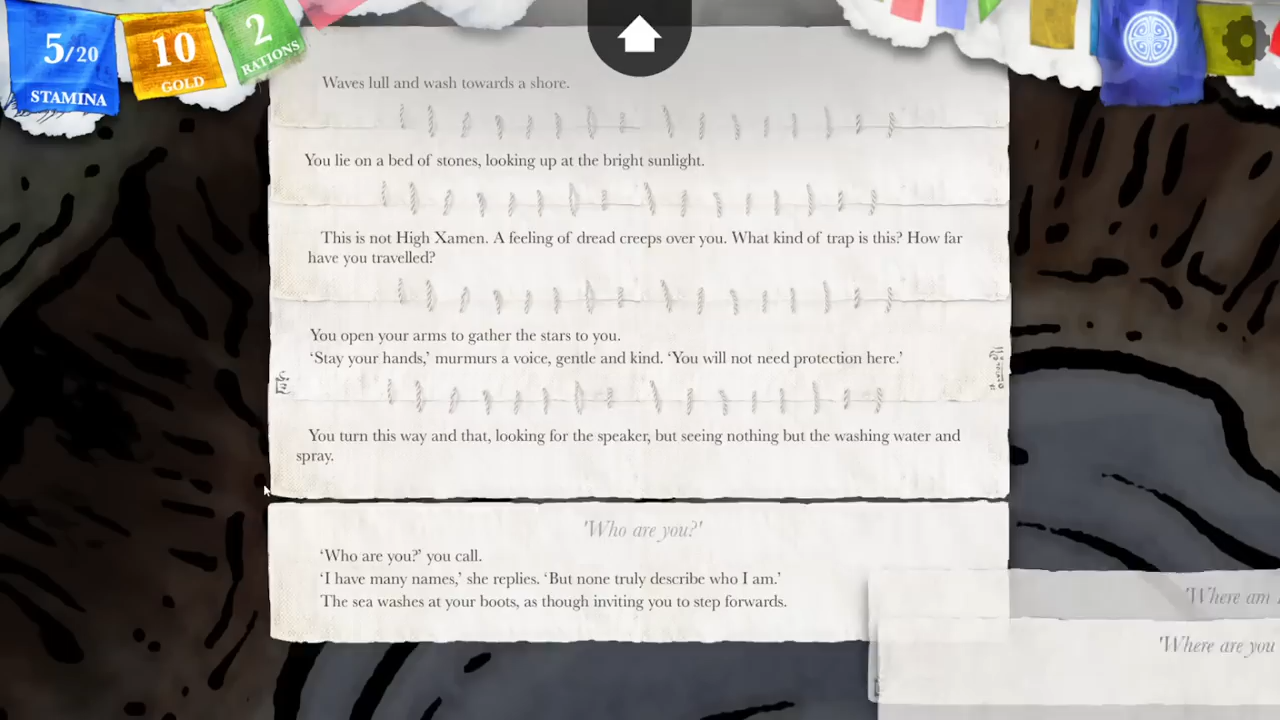 5/20
STAMINA
10
GOLD
2
RATIONS
Waves lull and wash towards a shore.
You lie on a bed of stones, looking up at the bright sunlight.
This is not High Xamen. A feeling of dread creeps over you. What kind of trap is this? How far
have you travelled?
You open your arms to gather the stars to you.
‘Stay your hands,’ murmurs a voice, gentle and kind. ‘You will not need protection here.’
You turn this way and that, looking for the speaker, but seeing nothing but the washing water and
spray.
'Who are you?'
‘Who are you?’ you call.
‘I have many names,’ she replies. ‘But none truly describe who I am.’
The sea washes at your boots, as though inviting you to step forwards.
'Where am
'Where are you